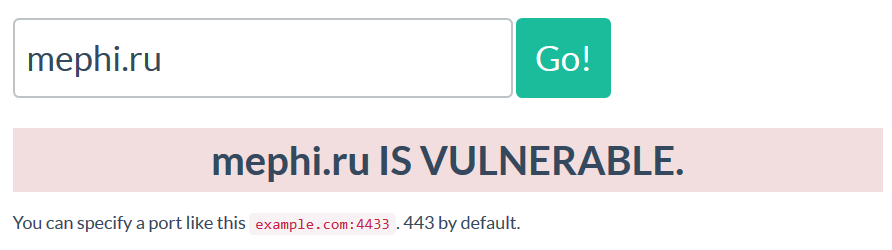 mephi.ru Go!
mephi.ru IS VULNERABLE.
You can specify a port like this example.com:4433 . 443 by default.